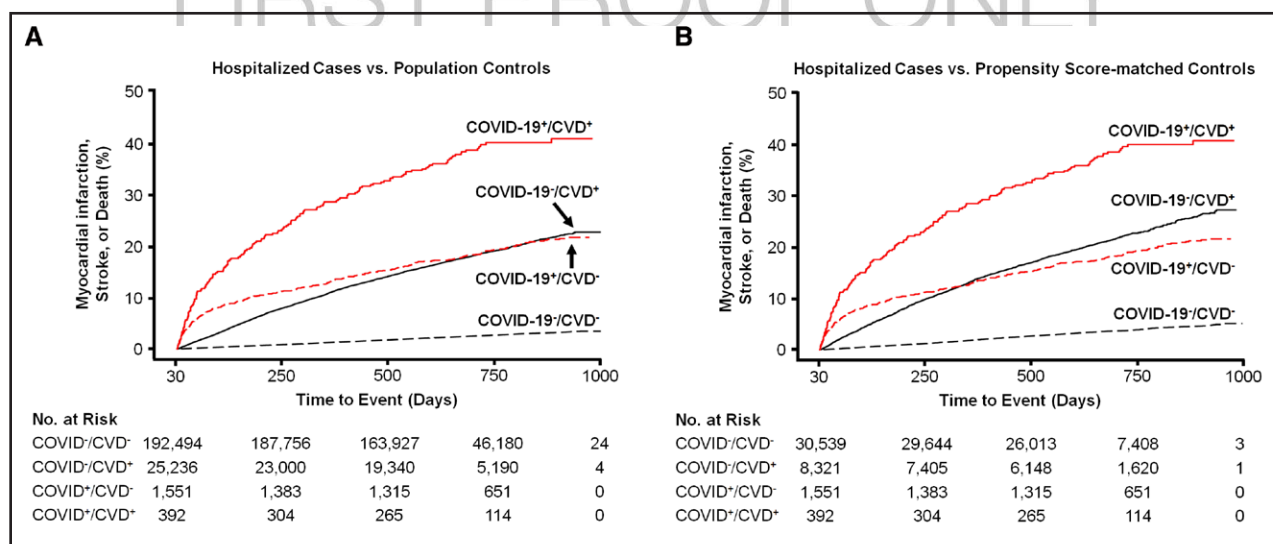 FIRST PROOF ONLY
A
Hospitalized Cases vs. Population Controls
Myocardial infarction,
Stroke, or Death (%)
50
40
30
20
10
0
COVID-19⁺/CVD⁺
COVID-19⁻/CVD⁺
COVID-19⁺/CVD⁻
COVID-19⁻/CVD⁻
30 250 500 750 1000
Time to Event (Days)
No. at Risk
COVID⁻/CVD⁻ 192,494 187,756 163,927 46,180 24
COVID⁻/CVD⁺ 25,236 23,000 19,340 5,190 4
COVID⁺/CVD⁻ 1,551 1,383 1,315 651 0
COVID⁺/CVD⁺ 392 304 265 114 0
B
Hospitalized Cases vs. Propensity Score-matched Controls
Myocardial infarction,
Stroke, or Death (%)
50
40
30
20
10
0
COVID-19⁺/CVD⁺
COVID-19⁻/CVD⁺
COVID-19⁺/CVD⁻
COVID-19⁻/CVD⁻
30 250 500 750 1000
Time to Event (Days)
No. at Risk
COVID⁻/CVD⁻ 30,539 29,644 26,013 7,408 3
COVID⁻/CVD⁺ 8,321 7,405 6,148 1,620 1
COVID⁺/CVD⁻ 1,551 1,383 1,315 651 0
COVID⁺/CVD⁺ 392 304 265 114 0